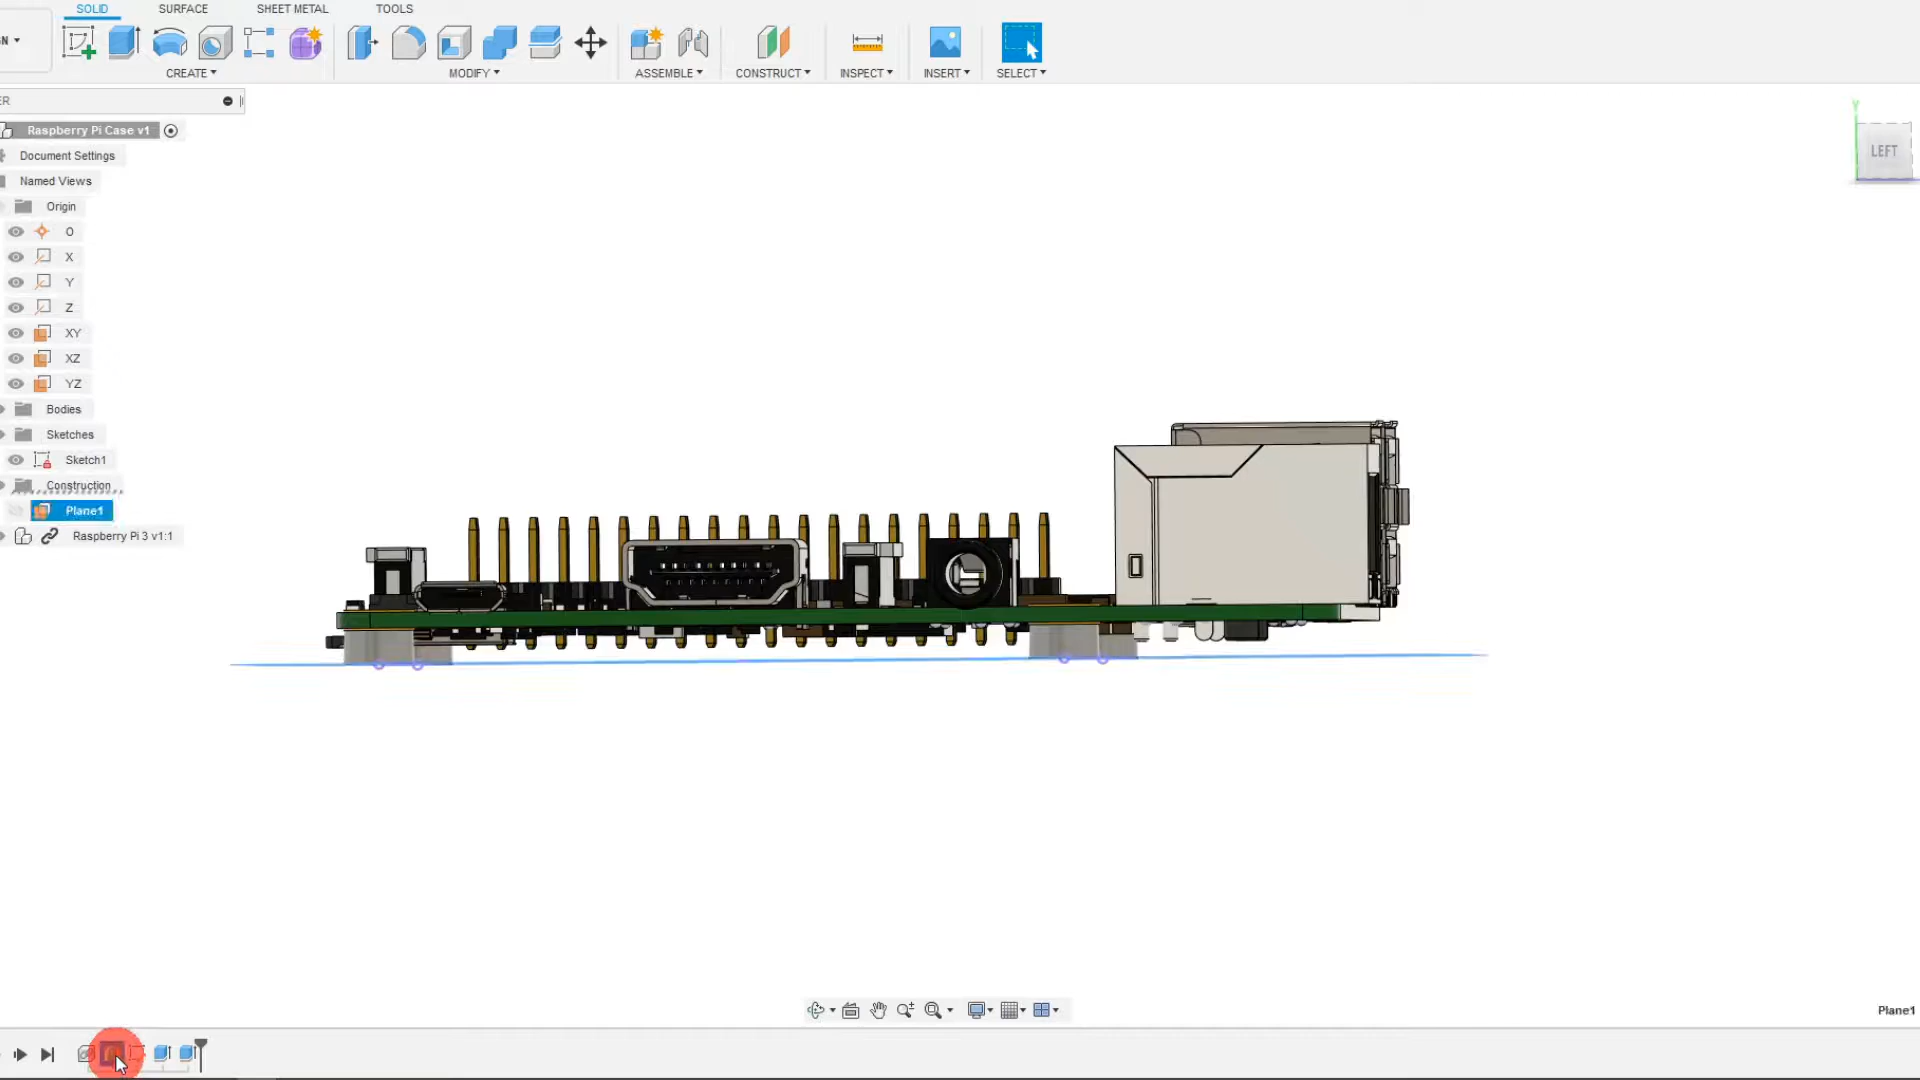 SOLID SURFACE SHEET METAL TOOLS
N
CREATE MODIFY ASSEMBLE CONSTRUCT INSPECT INSERT SELECT
ER
Raspberry Pi Case v1
Document Settings
Named Views
Origin
O
X
Y
Z
XY
XZ
YZ
Bodies
Sketches
Sketch1
Construction
Plane1
Raspberry Pi 3 v1:1
Y
LEFT
Plane1